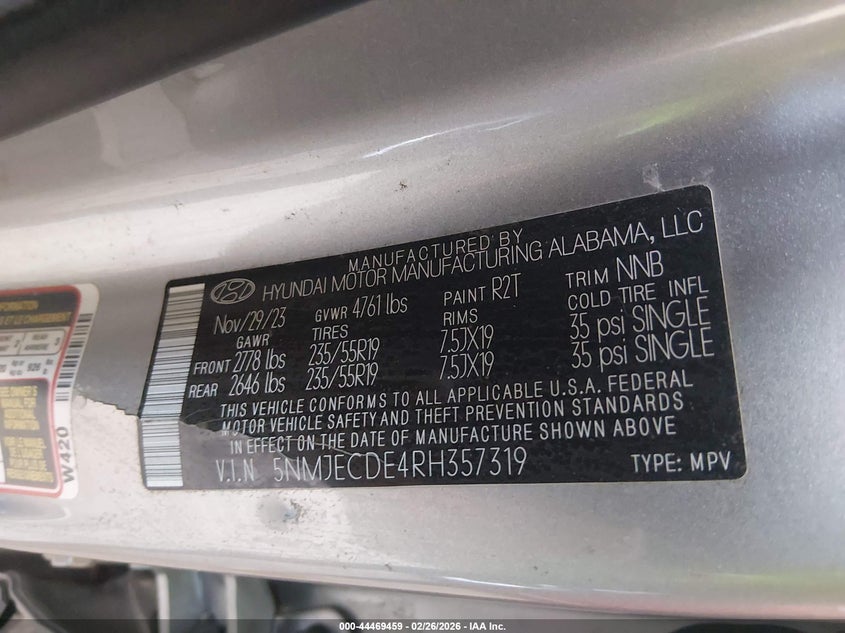 MANUFACTURED BY
HYUNDAI MOTOR MANUFACTURING ALABAMA, LLC
Nov/29/23 GVWR 4761 lbs PAINT R2T TRIM NNB
GAWR TIRES RIMS COLD TIRE INFL
FRONT 2778 lbs 235/55R19 7.5JX19 35 psi SINGLE
REAR 2646 lbs 235/55R19 7.5JX19 35 psi SINGLE
THIS VEHICLE CONFORMS TO ALL APPLICABLE U.S.A. FEDERAL
MOTOR VEHICLE SAFETY AND THEFT PREVENTION STANDARDS
IN EFFECT ON THE DATE OF MANUFACTURE SHOWN ABOVE
V.I.N 5NMJECDE4RH357319 TYPE: MPV
W420
000-44469459 - 02/26/2026 - IAA Inc.